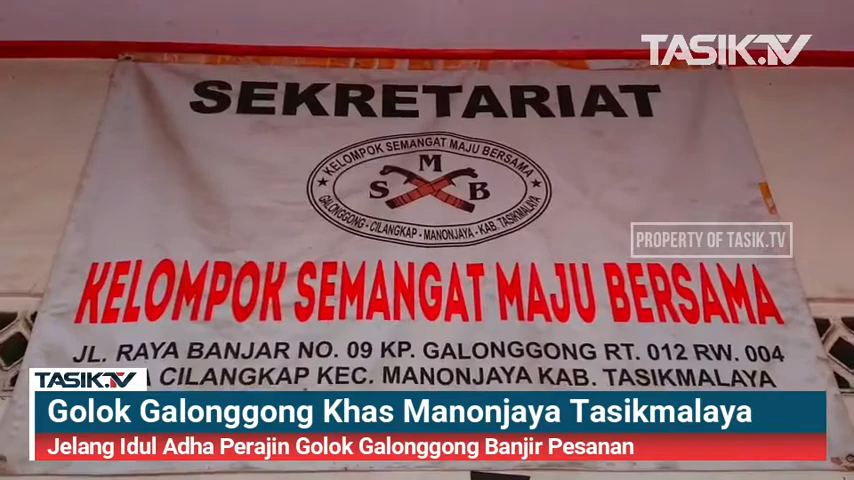 TASIK.TV
SEKRETARIAT
KELOMPOK SEMANGAT MAJU BERSAMA
S M B
GALONGGONG - CILANGKAP - MANONJAYA - KAB. TASIKMALAYA
PROPERTY OF TASIK.TV
KELOMPOK SEMANGAT MAJU BERSAMA
JL. RAYA BANJAR NO. 09 KP. GALONGGONG RT. 012 RW. 004
CILANGKAP KEC. MANONJAYA KAB. TASIKMALAYA
TASIK.TV
Golok Galonggong Khas Manonjaya Tasikmalaya
Jelang Idul Adha Perajin Golok Galonggong Banjir Pesanan